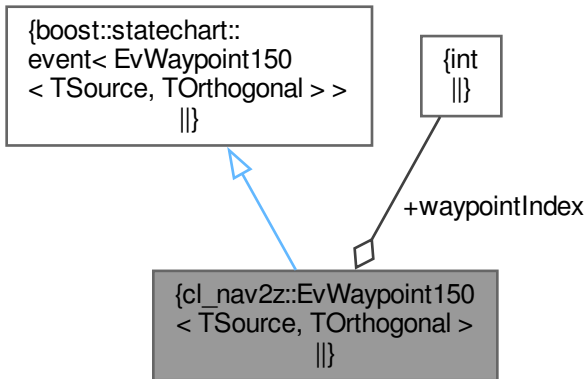 {boost::statechart::
event< EvWaypoint150
< TSource, TOrthogonal > >
||}
{int
||}
+waypointIndex
{cl_nav2z::EvWaypoint150
< TSource, TOrthogonal >
||}